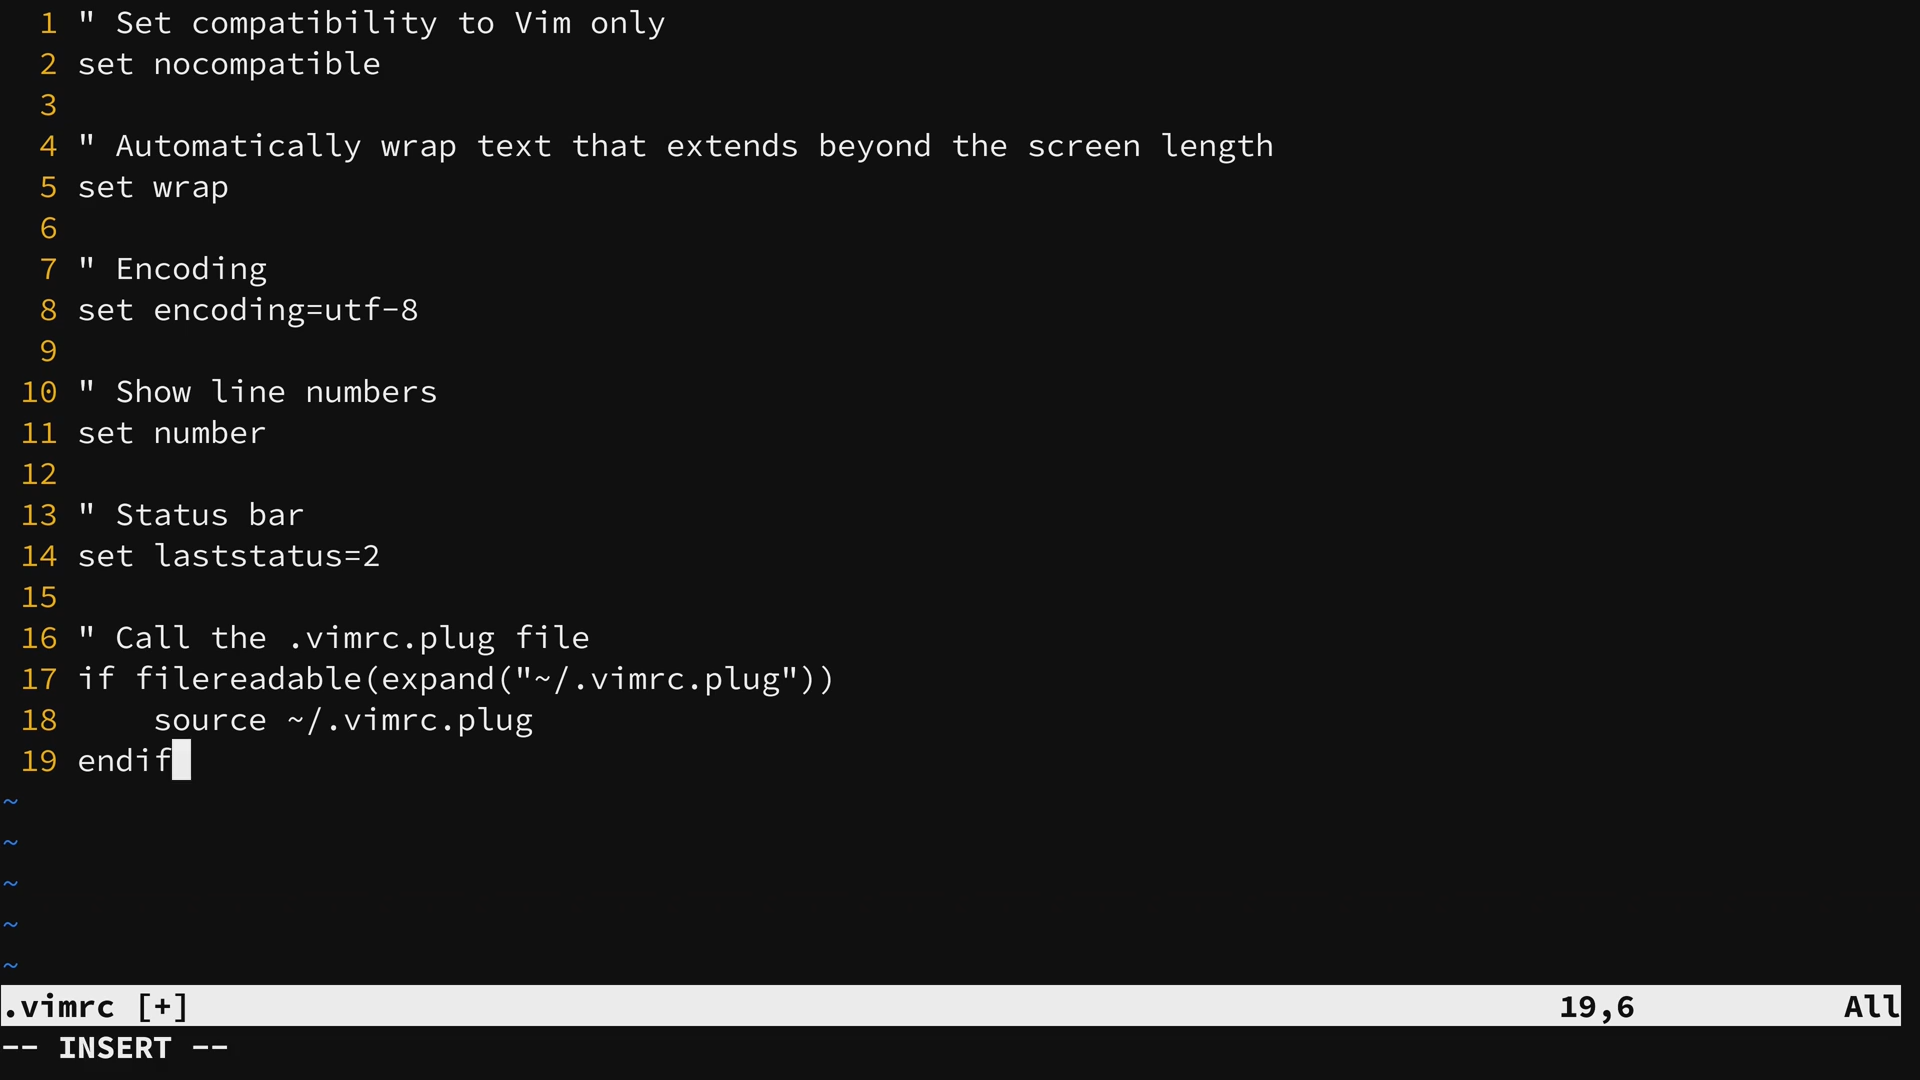 1 " Set compatibility to Vim only
2 set nocompatible
3
4 " Automatically wrap text that extends beyond the screen length
5 set wrap
6
7 " Encoding
8 set encoding=utf-8
9
10 " Show line numbers
11 set number
12
13 " Status bar
14 set laststatus=2
15
16 " Call the .vimrc.plug file
17 if filereadable(expand("~/.vimrc.plug"))
18     source ~/.vimrc.plug
19 endif
~
~
~
~
~
.vimrc [+] 19,6 All
-- INSERT --